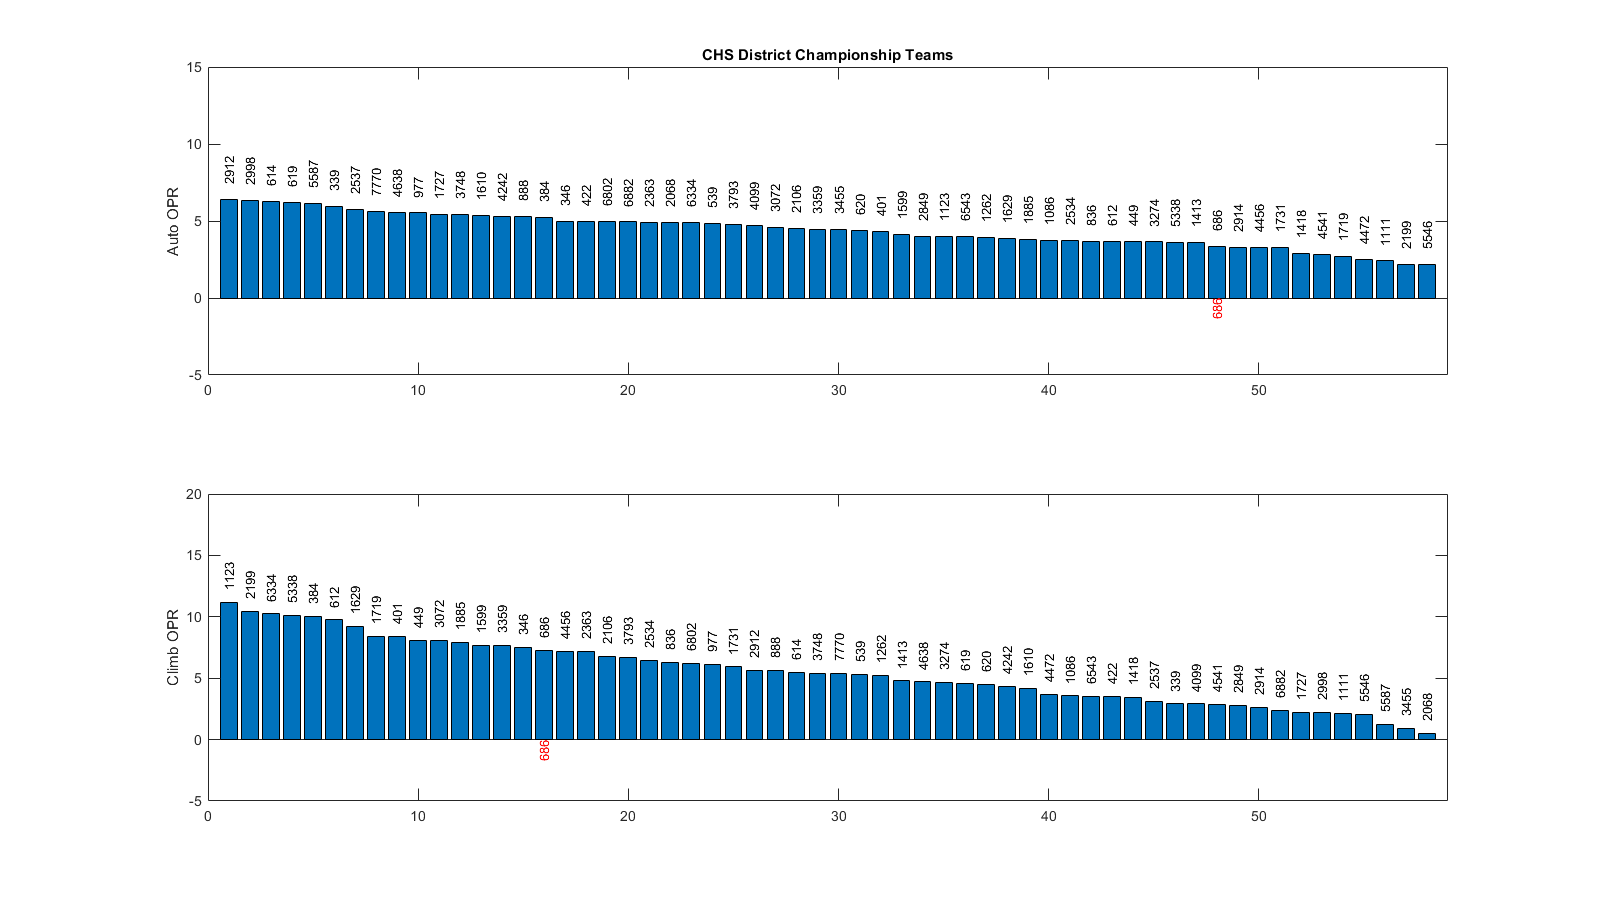 CHS District Championship Teams
15
10
5
0
-5
Auto OPR
2912 2998 614 619 5587 339 2537 7770 4638 977 1727 3748 1610 4242 888 384 346 422 6802 6882 2363 2068 6334 539 3793 4099 3072 2106 3359 3455 620 401 1599 2849 1123 6543 1262 1629 1885 1086 2534 836 612 449 3274 5338 1413 686 2914 4456 1731 1418 4541 1719 4472 1111 2199 5546
686
0 10 20 30 40 50
20
15
10
5
0
-5
Climb OPR
1123 2199 6334 5338 384 612 1629 1719 401 449 3072 1885 1599 3359 346 686 4456 2363 2106 3793 2534 836 6802 977 1731 2912 888 614 3748 7770 539 1262 1413 4638 3274 619 620 4242 1610 4472 1086 6543 422 1418 2537 339 4099 4541 2849 2914 6882 1727 2998 1111 5546 5587 3455 2068
686
0 10 20 30 40 50